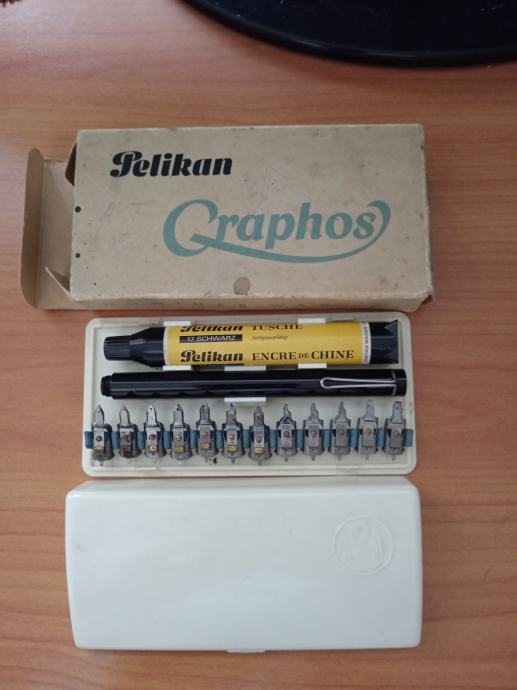 Pelikan
Graphos
Pelikan TUSCHE
17 SCHWARZ
Pelikan ENCRE DE CHINE